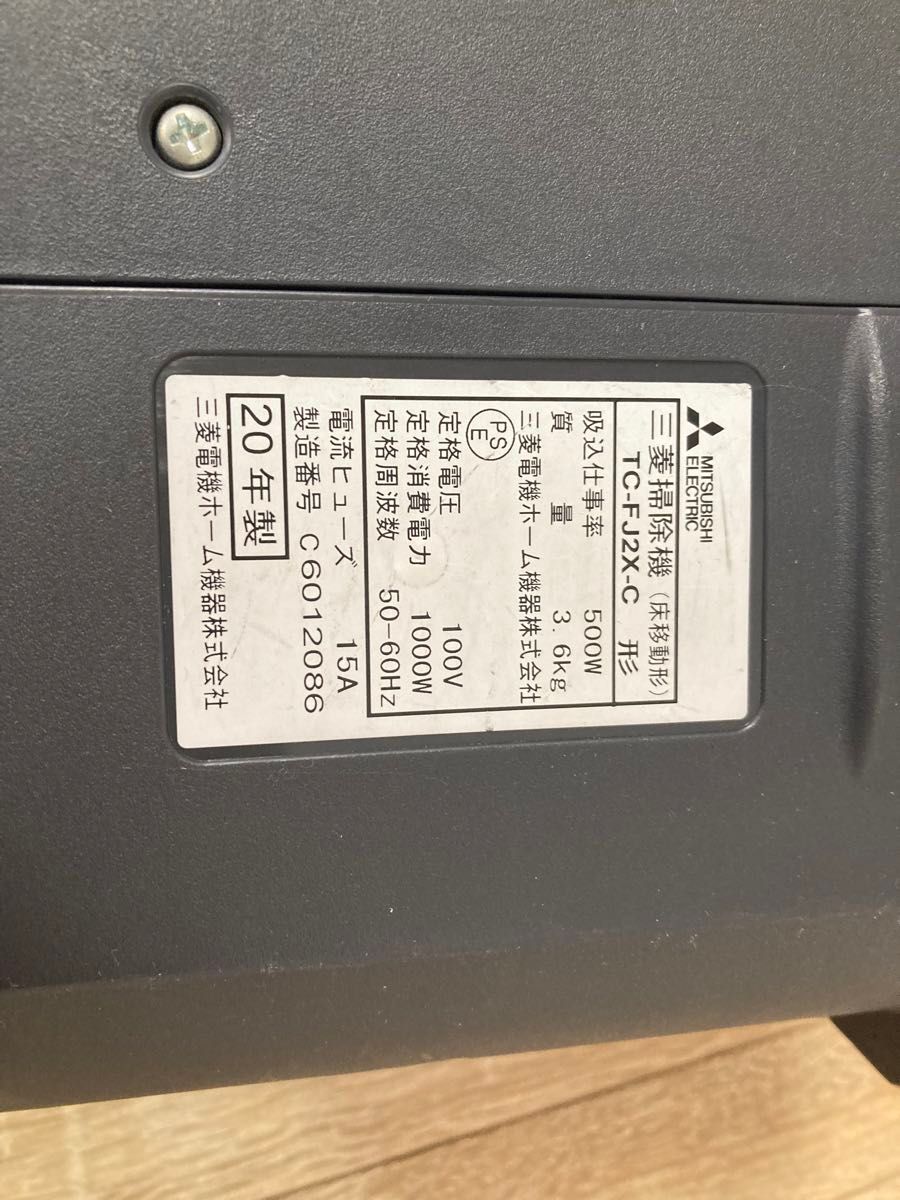 MITSUBISHI
ELECTRIC
三菱掃除機(床移動形)
TC-FJ2X-C 形
吸込仕事率 500W
質量 3.6kg
三菱電機ホーム機器株式会社
PS
E
定格電圧 100V
定格消費電力 1000W
定格周波数 50-60Hz
電流ヒューズ 15A
製造番号 C6012086
20年製
三菱電機ホーム機器株式会社